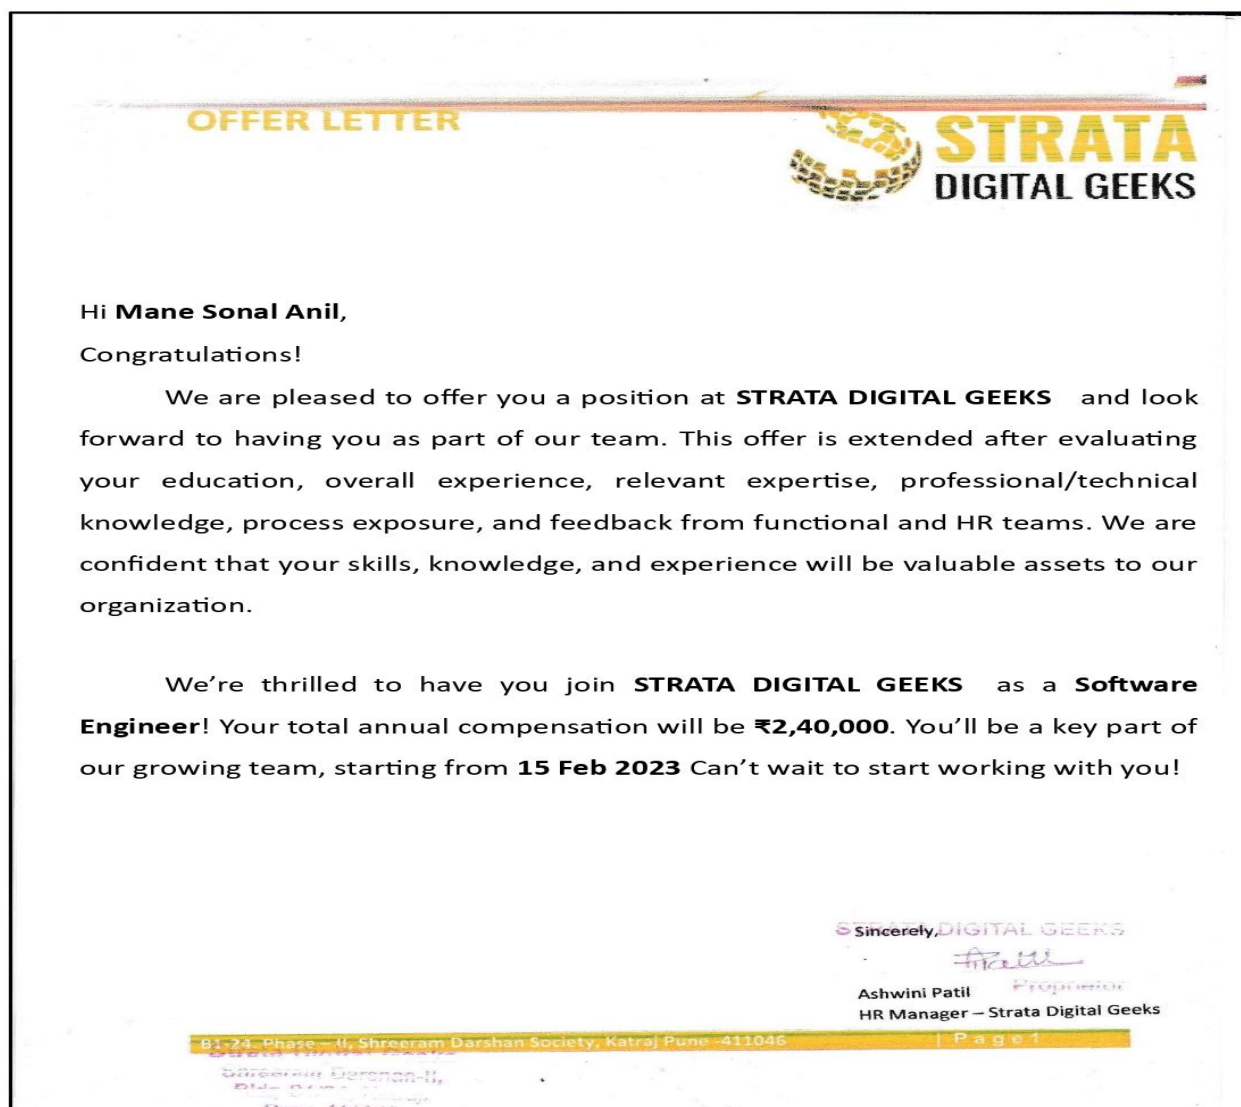 OFFER LETTER
STRATA
DIGITAL GEEKS
Hi Mane Sonal Anil,
Congratulations!
We are pleased to offer you a position at STRATA DIGITAL GEEKS and look
forward to having you as part of our team. This offer is extended after evaluating
your education, overall experience, relevant expertise, professional/technical
knowledge, process exposure, and feedback from functional and HR teams. We are
confident that your skills, knowledge, and experience will be valuable assets to our
organization.
We’re thrilled to have you join STRATA DIGITAL GEEKS as a Software
Engineer! Your total annual compensation will be ₹2,40,000. You’ll be a key part of
our growing team, starting from 15 Feb 2023 Can’t wait to start working with you!
STRATA DIGITAL GEEKS
Sincerely,
Proprietor
Ashwini Patil
HR Manager – Strata Digital Geeks
B1-24, Phase – II, Shreeram Darshan Society, Katraj Pune -411046 | Page 1
Shreeram Darshan-II,